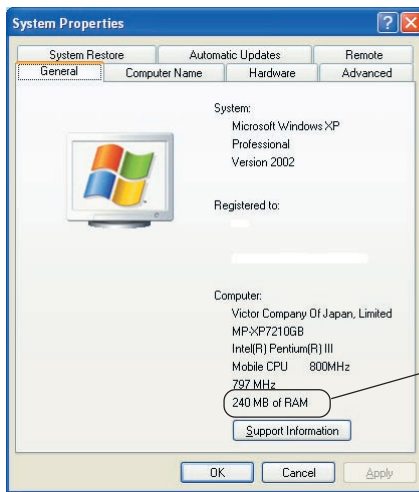 System Properties
System Restore Automatic Updates Remote
General Computer Name Hardware Advanced
System:
Microsoft Windows XP
Professional
Version 2002
Registered to:
Computer:
Victor Company Of Japan, Limited
MP-XP7210GB
Intel(R) Pentium(R) III
Mobile CPU 800MHz
797 MHz
240 MB of RAM
Support Information
OK Cancel Apply